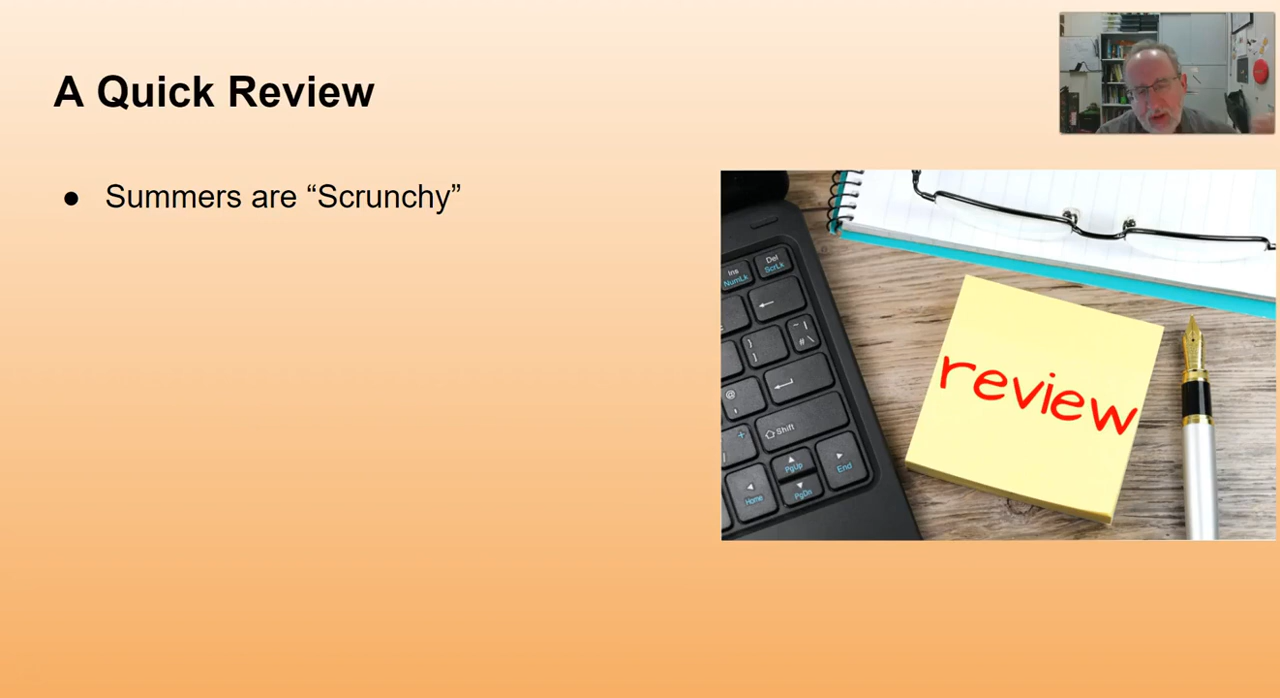 A Quick Review
● Summers are “Scrunchy”
Ins
NumLk
Del
ScrLk
review
Shift
PgUp
End
Home
PgDn